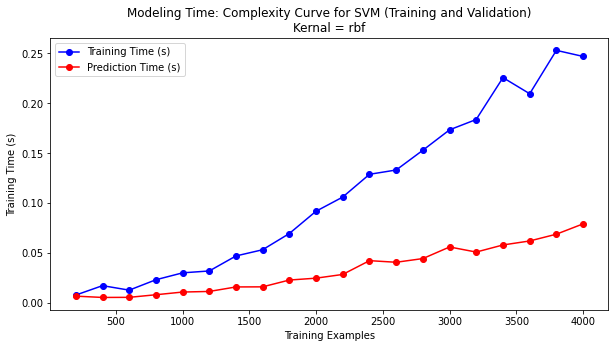 Modeling Time: Complexity Curve for SVM (Training and Validation)
Kernal = rbf
Training Time (s)
Prediction Time (s)
Training Time (s)
0.25
0.20
0.15
0.10
0.05
0.00
500 1000 1500 2000 2500 3000 3500 4000
Training Examples